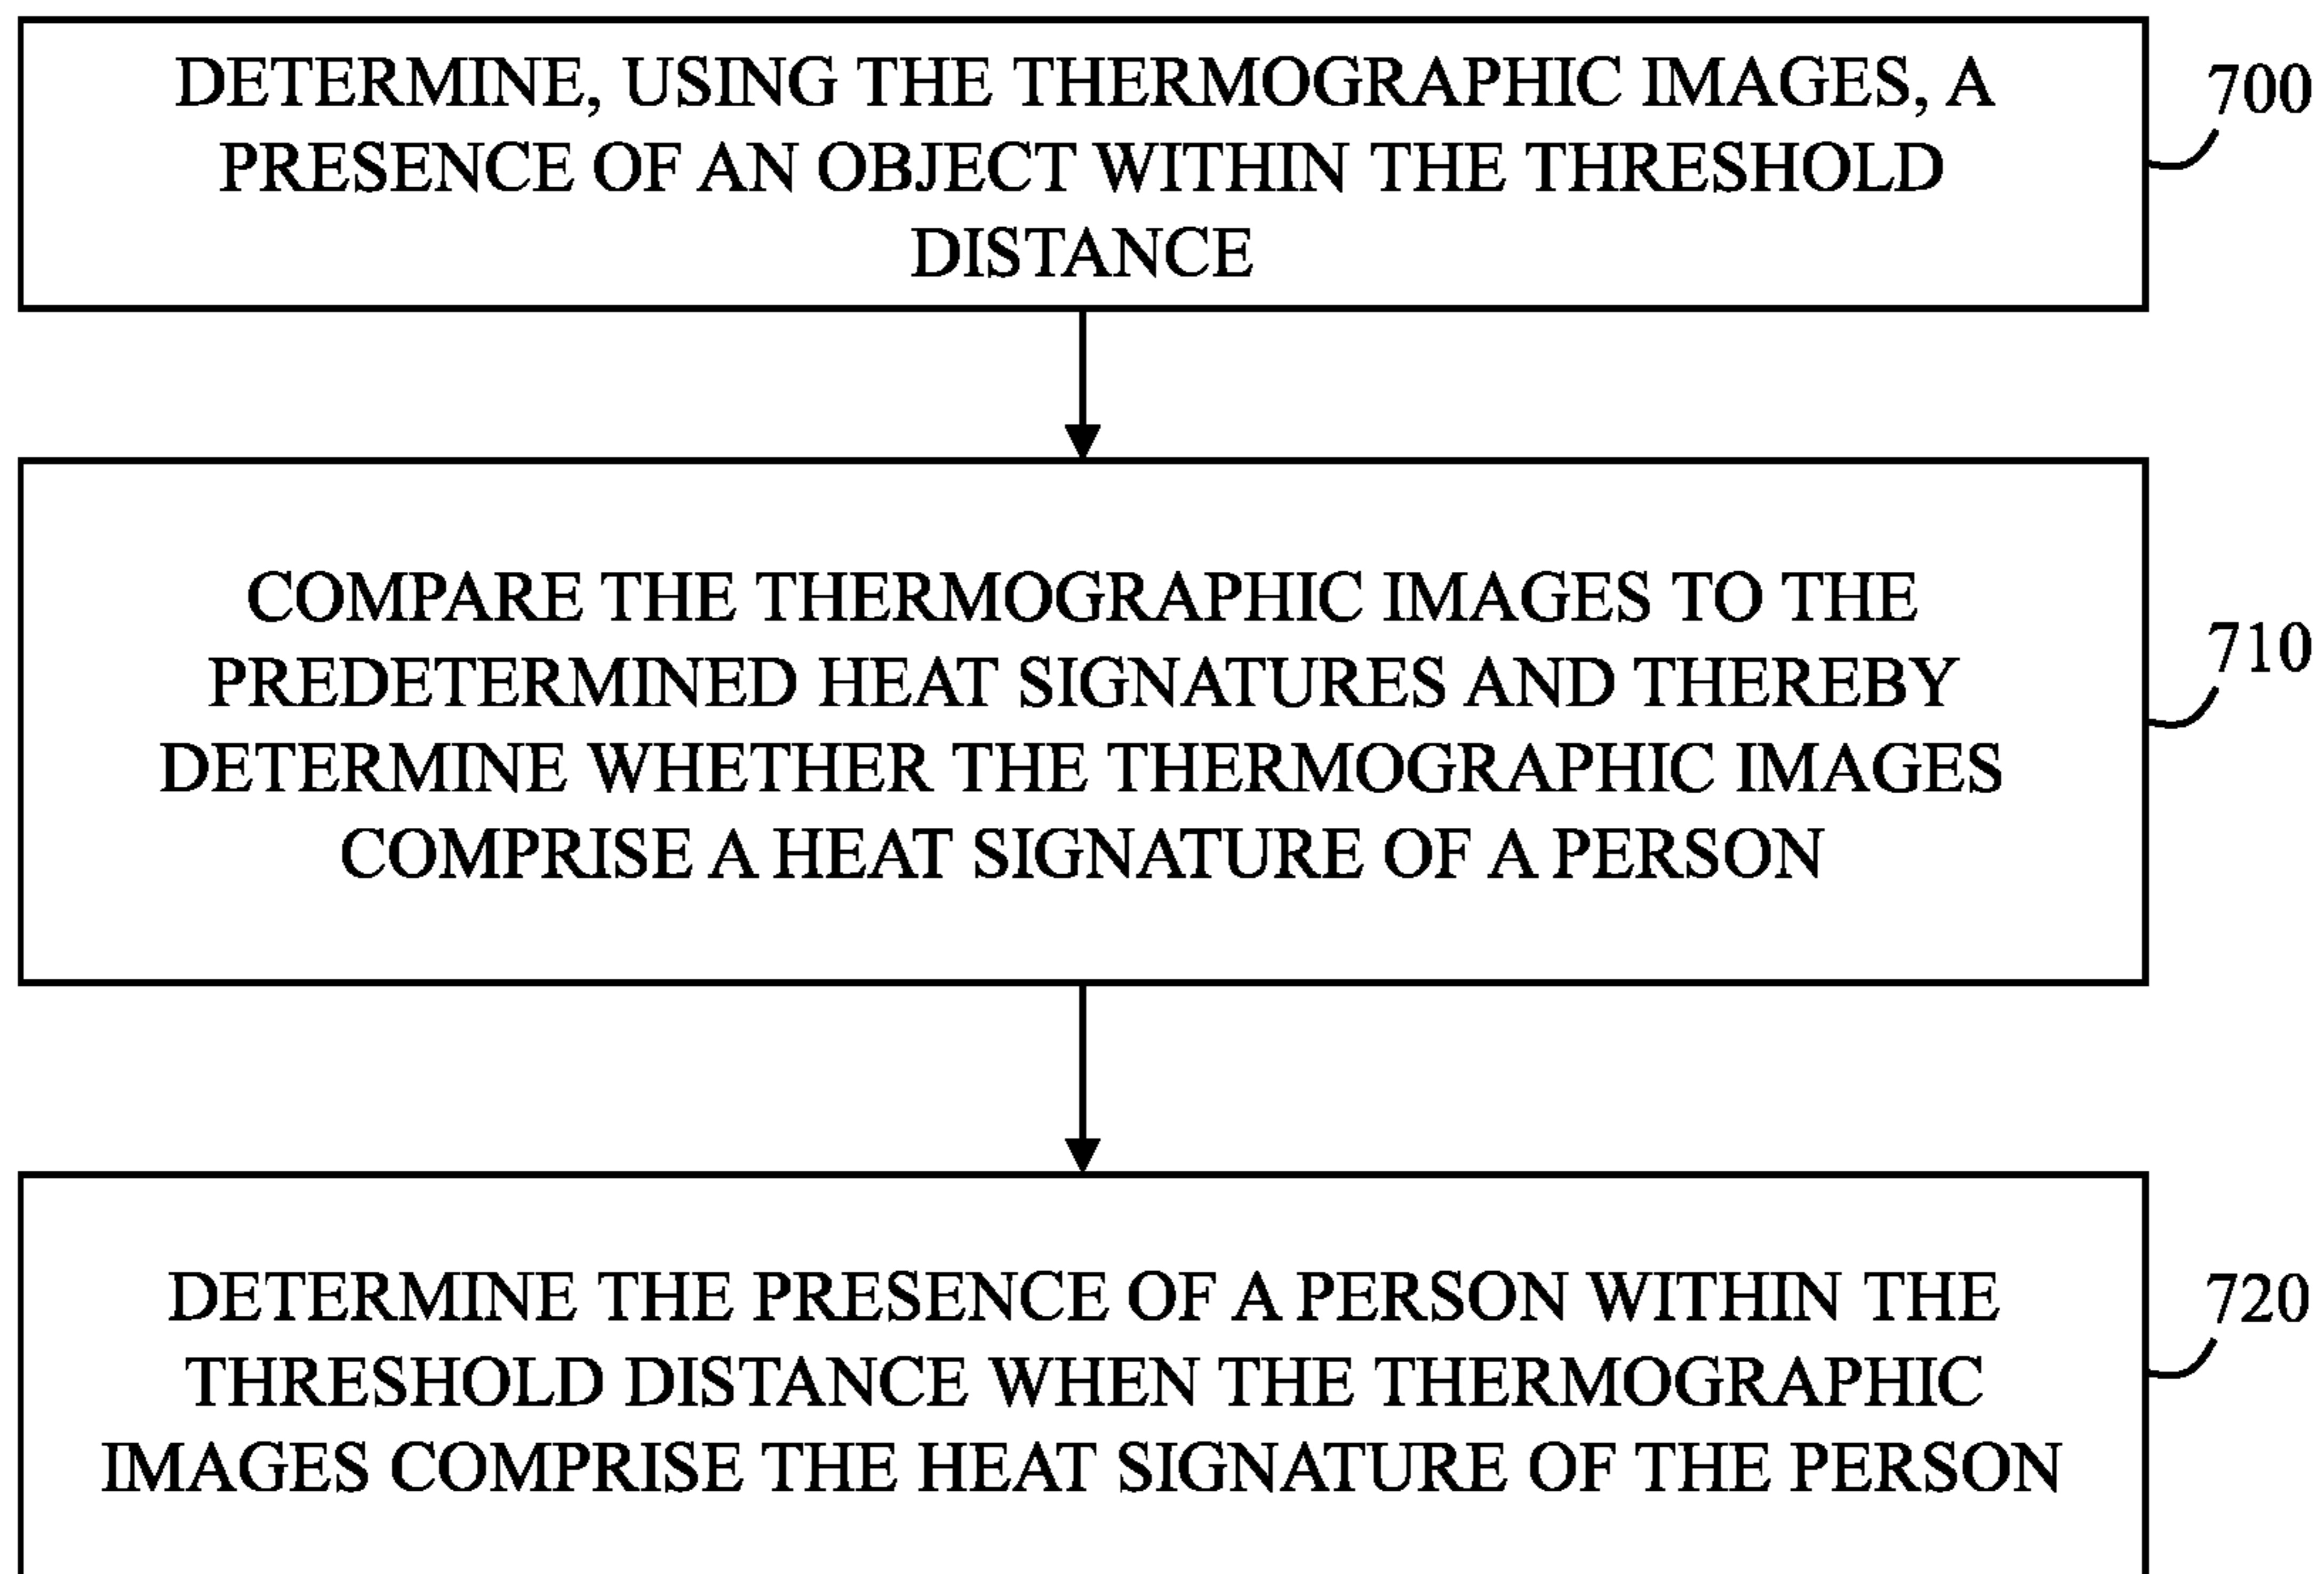 DETERMINE, USING THE THERMOGRAPHIC IMAGES, A
PRESENCE OF AN OBJECT WITHIN THE THRESHOLD
DISTANCE
700
COMPARE THE THERMOGRAPHIC IMAGES TO THE
PREDETERMINED HEAT SIGNATURES AND THEREBY
DETERMINE WHETHER THE THERMOGRAPHIC IMAGES
COMPRISE A HEAT SIGNATURE OF A PERSON
710
DETERMINE THE PRESENCE OF A PERSON WITHIN THE
THRESHOLD DISTANCE WHEN THE THERMOGRAPHIC
IMAGES COMPRISE THE HEAT SIGNATURE OF THE PERSON
720